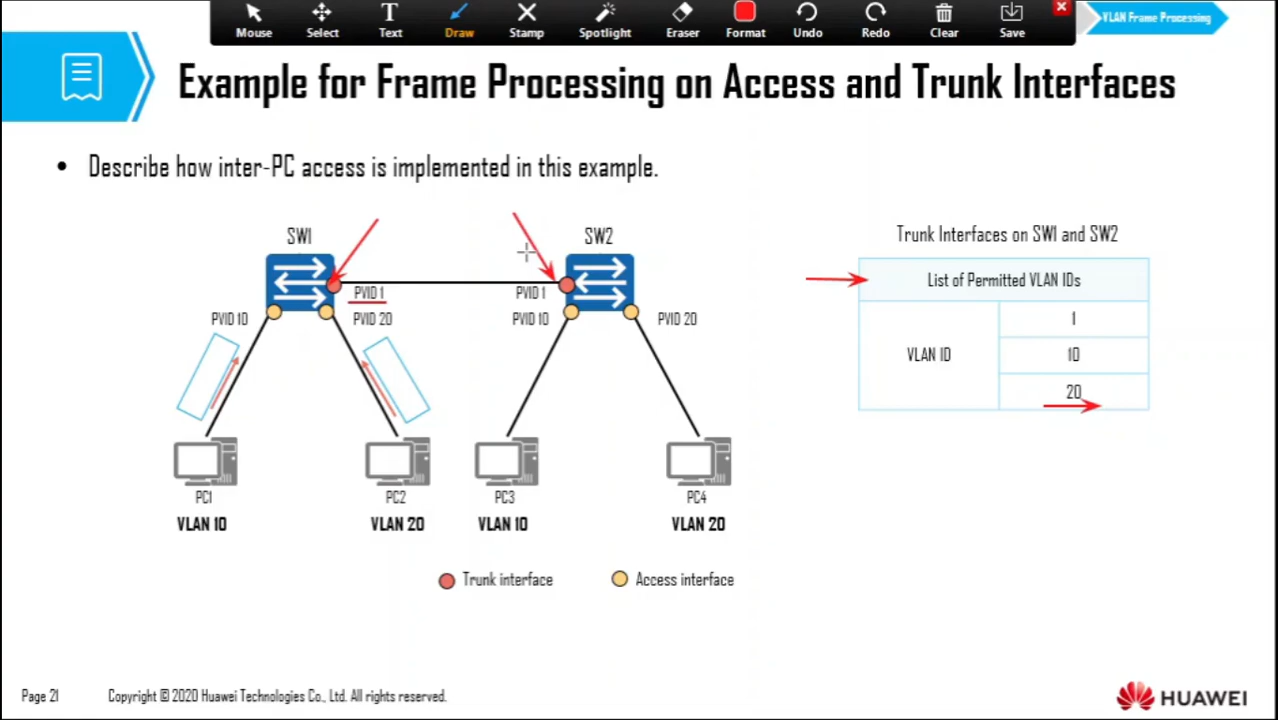 Mouse Select Text Draw Stamp Spotlight Eraser Format Undo Redo Clear Save
VLAN Frame Processing
Example for Frame Processing on Access and Trunk Interfaces
• Describe how inter-PC access is implemented in this example.
SW1 SW2
PVID 1 PVID 1
PVID 10 PVID 20 PVID 10 PVID 20
PC1 PC2 PC3 PC4
VLAN 10 VLAN 20 VLAN 10 VLAN 20
Trunk interface Access interface
Trunk Interfaces on SW1 and SW2
List of Permitted VLAN IDs
VLAN ID
1
10
20
Page 21 Copyright © 2020 Huawei Technologies Co., Ltd. All rights reserved.
HUAWEI